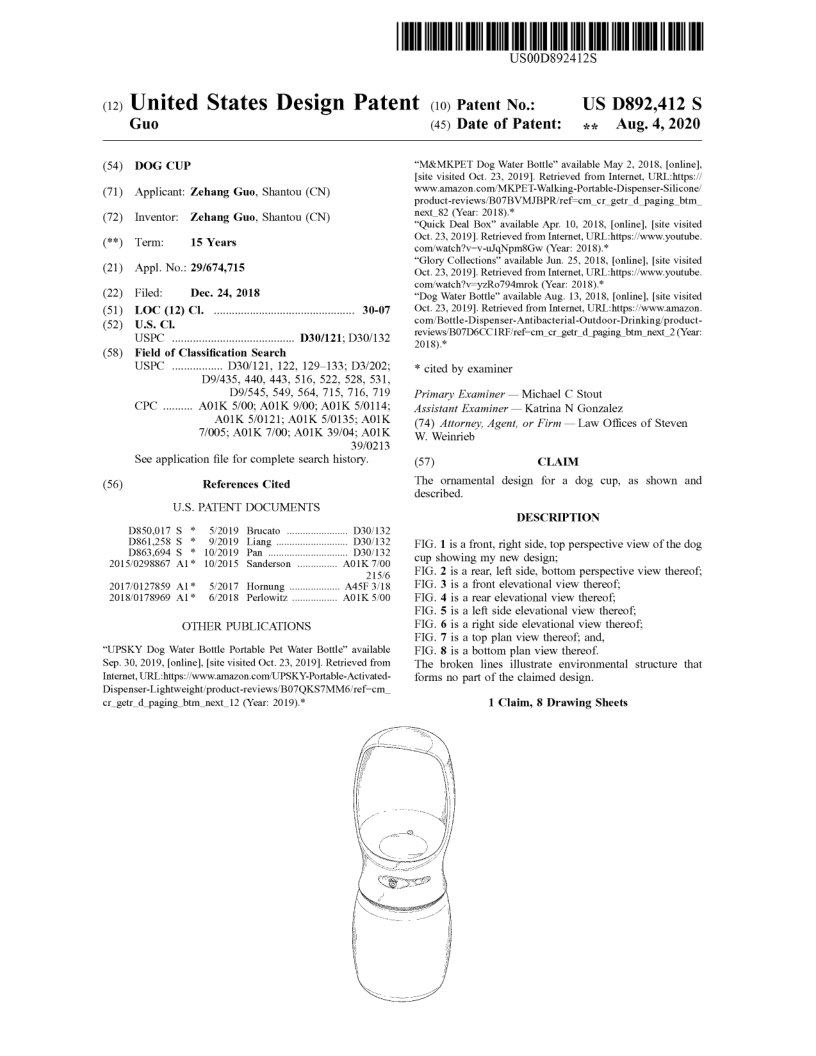 US00D892412S
(12) United States Design Patent (10) Patent No.: US D892,412 S
Guo (45) Date of Patent: ** Aug. 4, 2020
(54) DOG CUP
(71) Applicant: Zehang Guo, Shantou (CN)
(72) Inventor: Zehang Guo, Shantou (CN)
(**) Term: 15 Years
(21) Appl. No.: 29/674,715
(22) Filed: Dec. 24, 2018
(51) LOC (12) Cl. ............................................... 30-07
(52) U.S. Cl.
USPC ......................................... D30/121; D30/132
(58) Field of Classification Search
USPC ................. D30/121, 122, 129–133; D3/202;
D9/435, 440, 443, 516, 522, 528, 531,
D9/545, 549, 564, 715, 716, 719
CPC .......... A01K 5/00; A01K 9/00; A01K 5/0114;
A01K 5/0121; A01K 5/0135; A01K
7/005; A01K 7/00; A01K 39/04; A01K
39/0213
See application file for complete search history.
(56) References Cited
U.S. PATENT DOCUMENTS
D850,017 S * 5/2019 Brucato ....................... D30/132
D861,258 S * 9/2019 Liang ........................... D30/132
D863,694 S * 10/2019 Pan .............................. D30/132
2015/0298867 A1* 10/2015 Sanderson ............... A01K 7/00
215/6
2017/0127859 A1* 5/2017 Hornung ................... A45F 3/18
2018/0178969 A1* 6/2018 Perlowitz ................. A01K 5/00
OTHER PUBLICATIONS
“UPSKY Dog Water Bottle Portable Pet Water Bottle” available
Sep. 30, 2019, [online], [site visited Oct. 23, 2019]. Retrieved from
Internet, URL:https://www.amazon.com/UPSKY-Portable-Activated-
Dispenser-Lightweight/product-reviews/B07QKS7MM6/ref=cm_
cr_getr_d_paging_btm_next_12 (Year: 2019).*
“M&MKPET Dog Water Bottle” available May 2, 2018, [online],
[site visited Oct. 23, 2019]. Retrieved from Internet, URL:https://
www.amazon.com/MKPET-Walking-Portable-Dispenser-Silicone/
product-reviews/B07BVMJBPR/ref=cm_cr_getr_d_paging_btm_
next_82 (Year: 2018).*
“Quick Deal Box” available Apr. 10, 2018, [online], [site visited
Oct. 23, 2019]. Retrieved from Internet, URL:https://www.youtube.
com/watch?v=v-uJqNpm8Gw (Year: 2018).*
“Glory Collections” available Jun. 25, 2018, [online], [site visited
Oct. 23, 2019]. Retrieved from Internet, URL:https://www.youtube.
com/watch?v=yzRo794mrok (Year: 2018).*
“Dog Water Bottle” available Aug. 13, 2018, [online], [site visited
Oct. 23, 2019]. Retrieved from Internet, URL:https://www.amazon.
com/Bottle-Dispenser-Antibacterial-Outdoor-Drinking/product-
reviews/B07D6CC1RF/ref=cm_cr_getr_d_paging_btm_next_2 (Year:
2018).*
* cited by examiner
Primary Examiner — Michael C Stout
Assistant Examiner — Katrina N Gonzalez
(74) Attorney, Agent, or Firm — Law Offices of Steven
W. Weinrieb
(57) CLAIM
The ornamental design for a dog cup, as shown and
described.
DESCRIPTION
FIG. 1 is a front, right side, top perspective view of the dog
cup showing my new design;
FIG. 2 is a rear, left side, bottom perspective view thereof;
FIG. 3 is a front elevational view thereof;
FIG. 4 is a rear elevational view thereof;
FIG. 5 is a left side elevational view thereof;
FIG. 6 is a right side elevational view thereof;
FIG. 7 is a top plan view thereof; and,
FIG. 8 is a bottom plan view thereof.
The broken lines illustrate environmental structure that
forms no part of the claimed design.
1 Claim, 8 Drawing Sheets